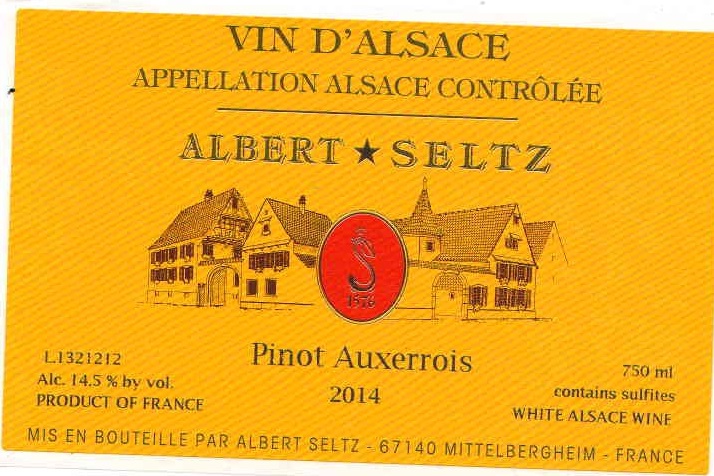 VIN D'ALSACE
APPELLATION ALSACE CONTRÔLÉE
ALBERT ★ SELTZ
1576
Pinot Auxerrois
2014
L.1321212
Alc. 14.5 % by vol.
PRODUCT OF FRANCE
750 ml
contains sulfites
WHITE ALSACE WINE
MIS EN BOUTEILLE PAR ALBERT SELTZ - 67140 MITTELBERGHEIM - FRANCE